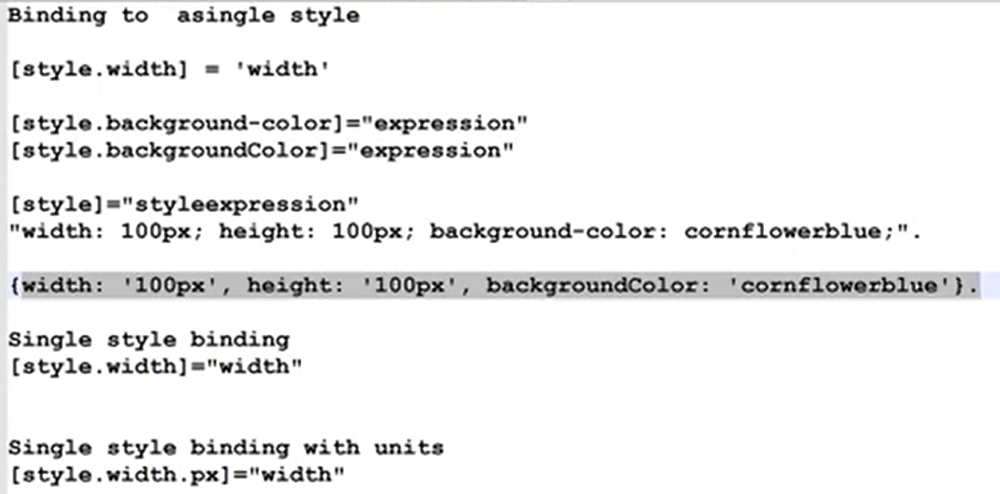 Binding to  asingle style
[style.width] = 'width'
[style.background-color]="expression"
[style.backgroundColor]="expression"
[style]="styleexpression"
"width: 100px; height: 100px; background-color: cornflowerblue;".
{width: '100px', height: '100px', backgroundColor: 'cornflowerblue'}.
Single style binding
[style.width]="width"
Single style binding with units
[style.width.px]="width"